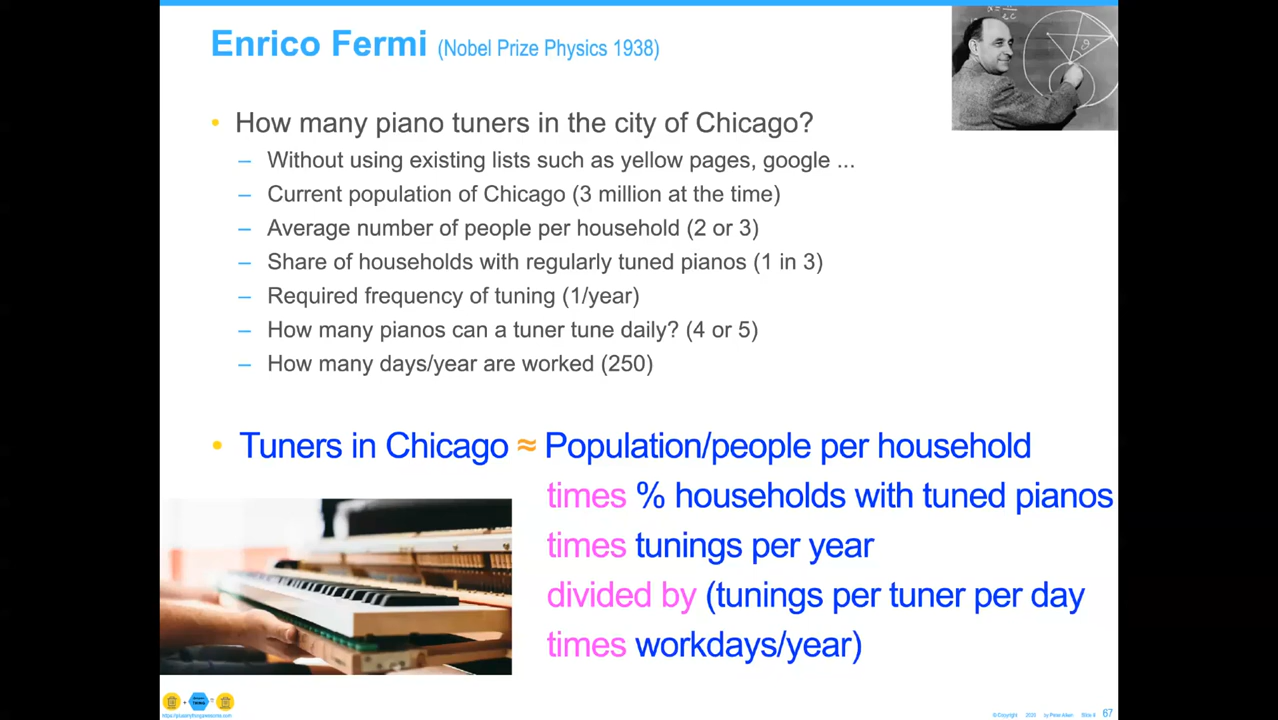 Enrico Fermi (Nobel Prize Physics 1938)
• How many piano tuners in the city of Chicago?
– Without using existing lists such as yellow pages, google ...
– Current population of Chicago (3 million at the time)
– Average number of people per household (2 or 3)
– Share of households with regularly tuned pianos (1 in 3)
– Required frequency of tuning (1/year)
– How many pianos can a tuner tune daily? (4 or 5)
– How many days/year are worked (250)
• Tuners in Chicago ≈ Population/people per household
times % households with tuned pianos
times tunings per year
divided by (tunings per tuner per day
times workdays/year)
© Copyright 2020 by Peter 67